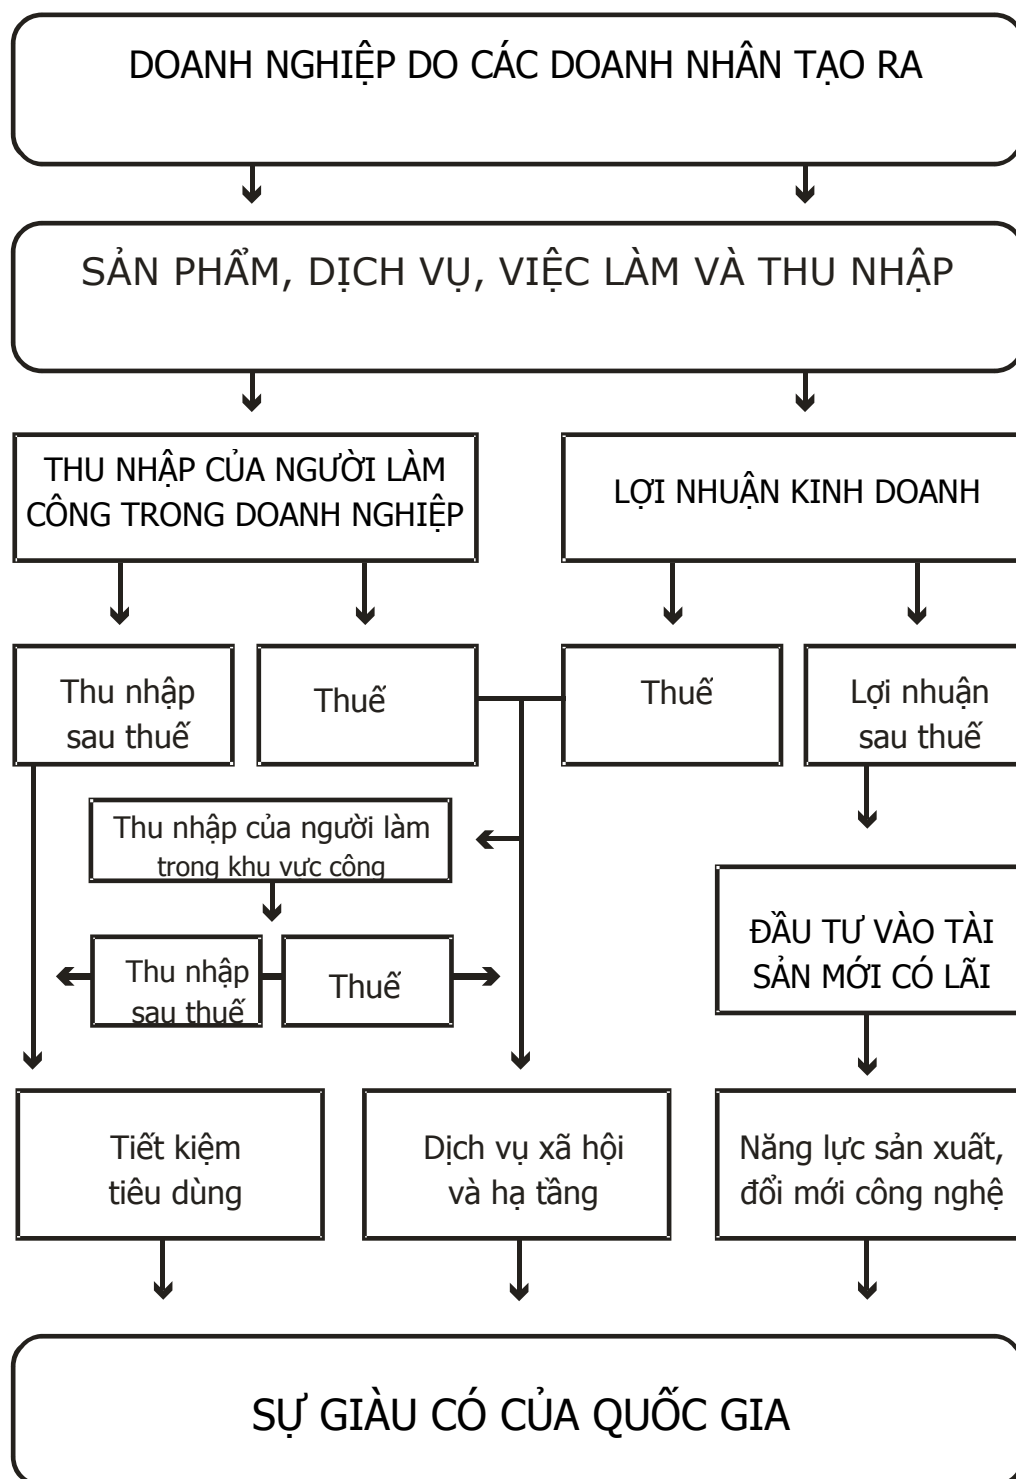 DOANH NGHIỆP DO CÁC DOANH NHÂN TẠO RA
SẢN PHẨM, DỊCH VỤ, VIỆC LÀM VÀ THU NHẬP
THU NHẬP CỦA NGƯỜI LÀM
CÔNG TRONG DOANH NGHIỆP
LỢI NHUẬN KINH DOANH
Thu nhập
sau thuế
Thuế
Thuế
Lợi nhuận
sau thuế
Thu nhập của người làm
trong khu vực công
Thu nhập
sau thuế
Thuế
ĐẦU TƯ VÀO TÀI
SẢN MỚI CÓ LÃI
Tiết kiệm
tiêu dùng
Dịch vụ xã hội
và hạ tầng
Năng lực sản xuất,
đổi mới công nghệ
SỰ GIÀU CÓ CỦA QUỐC GIA